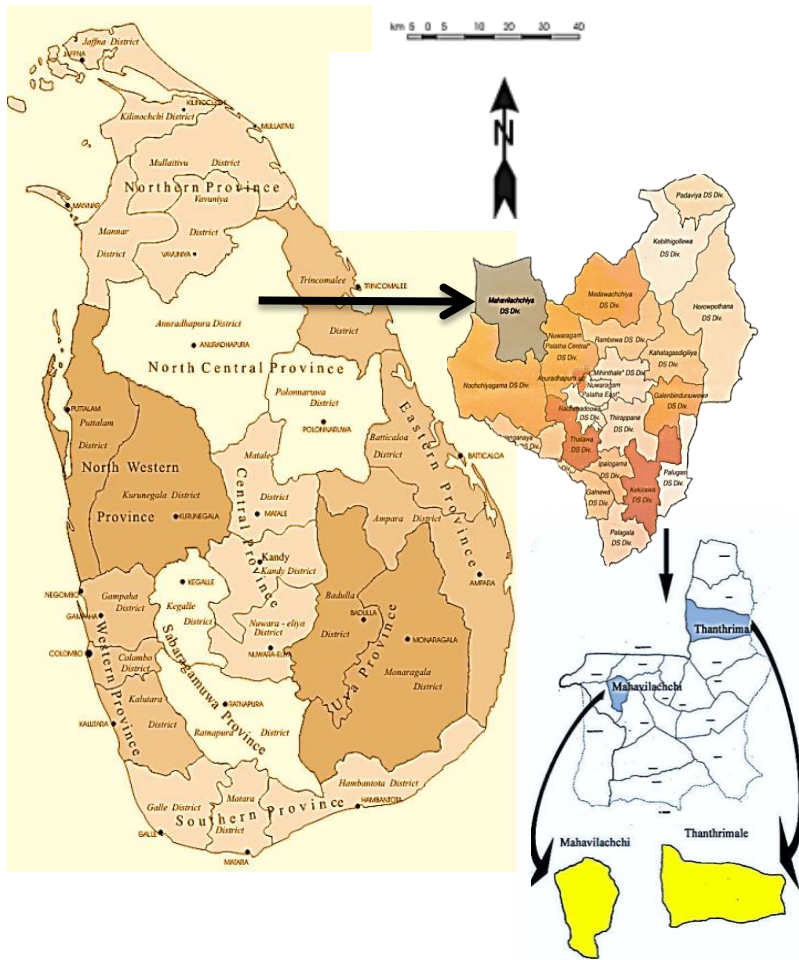 km 5 0 5 10 20 30 40
N
Jaffna District
JAFFNA
KILINOCHCHI
Kilinochchi District
MULLAITIVU
Mullaitivu District
Northern Province
Vavuniya
MANNAR
Mannar
District
District
VAVUNIYA
Trincomalee
TRINCOMALEE
District
Anuradhapura District
ANURADHAPURA
North Central Province
Polonnaruwa
District
POLONNARUWA
PUTTALAM
Puttalam
District
Batticaloa
District
Eastern Province
BATTICALOA
North Western
Province
Kurunegala District
KURUNEGALA
Matale
District
MATALE
Central Province
Ampara District
AMPARA
Kandy
Kandy District
KEGALLE
Kegalle
District
NEGOMBO
Gampaha
District
GAMPAHA
Nuwara - eliya
District
NUWARA-ELIYA
Badulla
BADULLA
District
Uva Province
MONARAGALA
Monaragala
District
Western Province
COLOMBO
Colombo
District
Sabaragamuwa Province
Kalutara
District
KALUTARA
RATNAPURA
Ratnapura District
Hambantota District
HAMBANTOTA
Galle District
Matara
District
Southern Province
GALLE
MATARA
Padaviya DS Div.
Kebithigollewa
DS Div.
Mahavilachchiya
DS Div.
Medawachchiya
DS Div.
Horowpothana
DS Div.
Nuwaragam
Palatha Central
DS Div.
Rambewa DS Div.
Kahatagasdigiliya
DS Div.
Mihinthale DS Div.
Nochchiyagama DS Div.
Nuwaragam
Palatha East
Galenbindunuwewa
DS Div.
Thirappane
DS Div.
Thalawa
DS Div.
Ipalogama
DS Div.
Galnewa
DS Div.
Kekirawa
DS Div.
Palugas
DS Div.
Palagala
DS Div.
Thanthrimal
Mahavilachchi
Mahavilachchi
Thanthrimale